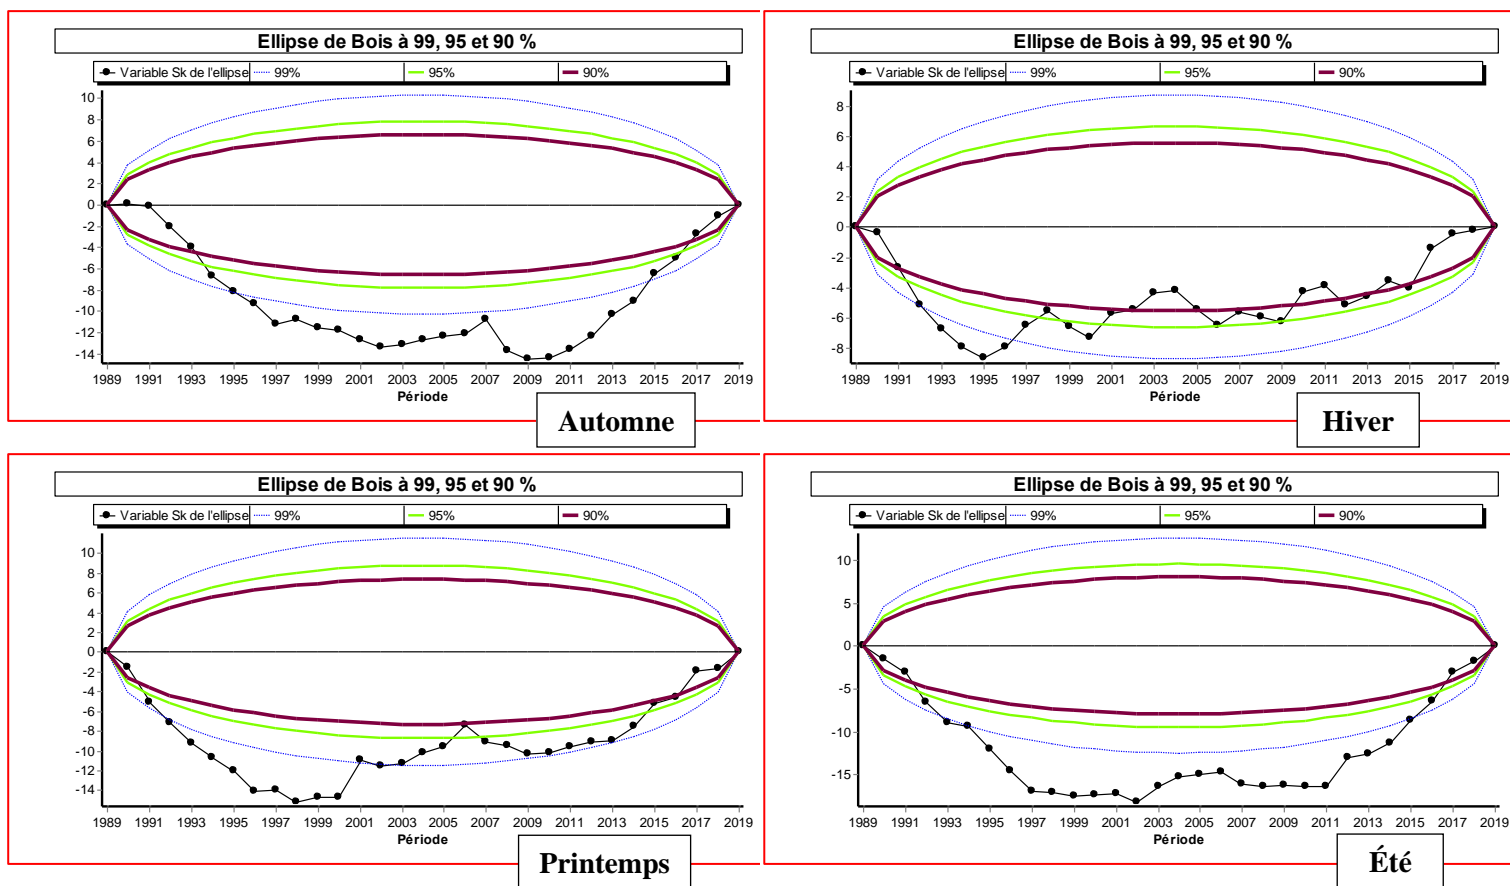 Ellipse de Bois à 99, 95 et 90 %
Variable Sk de l'ellipse 99% 95% 90%
10
8
6
4
2
0
-2
-4
-6
-8
-10
-12
-14
1989 1991 1993 1995 1997 1999 2001 2003 2005 2007 2009 2011 2013 2015 2017 2019
Période
Automne
Ellipse de Bois à 99, 95 et 90 %
Variable Sk de l'ellipse 99% 95% 90%
8
6
4
2
0
-2
-4
-6
-8
1989 1991 1993 1995 1997 1999 2001 2003 2005 2007 2009 2011 2013 2015 2017 2019
Période
Hiver
Ellipse de Bois à 99, 95 et 90 %
Variable Sk de l'ellipse 99% 95% 90%
10
8
6
4
2
0
-2
-4
-6
-8
-10
-12
-14
1989 1991 1993 1995 1997 1999 2001 2003 2005 2007 2009 2011 2013 2015 2017 2019
Période
Printemps
Ellipse de Bois à 99, 95 et 90 %
Variable Sk de l'ellipse 99% 95% 90%
10
5
0
-5
-10
-15
1989 1991 1993 1995 1997 1999 2001 2003 2005 2007 2009 2011 2013 2015 2017 2019
Période
Été